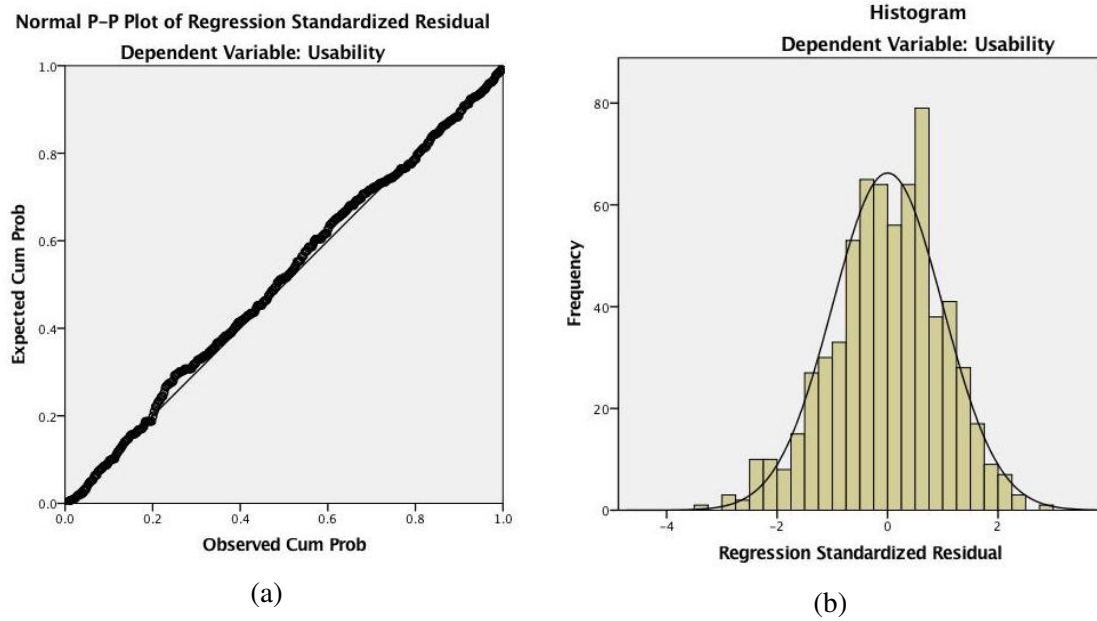 Normal P-P Plot of Regression Standardized Residual
Dependent Variable: Usability
1.0
0.8
0.6
0.4
0.2
0.0
0.0 0.2 0.4 0.6 0.8 1.0
Expected Cum Prob
Observed Cum Prob
(a)
Histogram
Dependent Variable: Usability
80
60
40
20
0
-4 -2 0 2
Frequency
Regression Standardized Residual
(b)